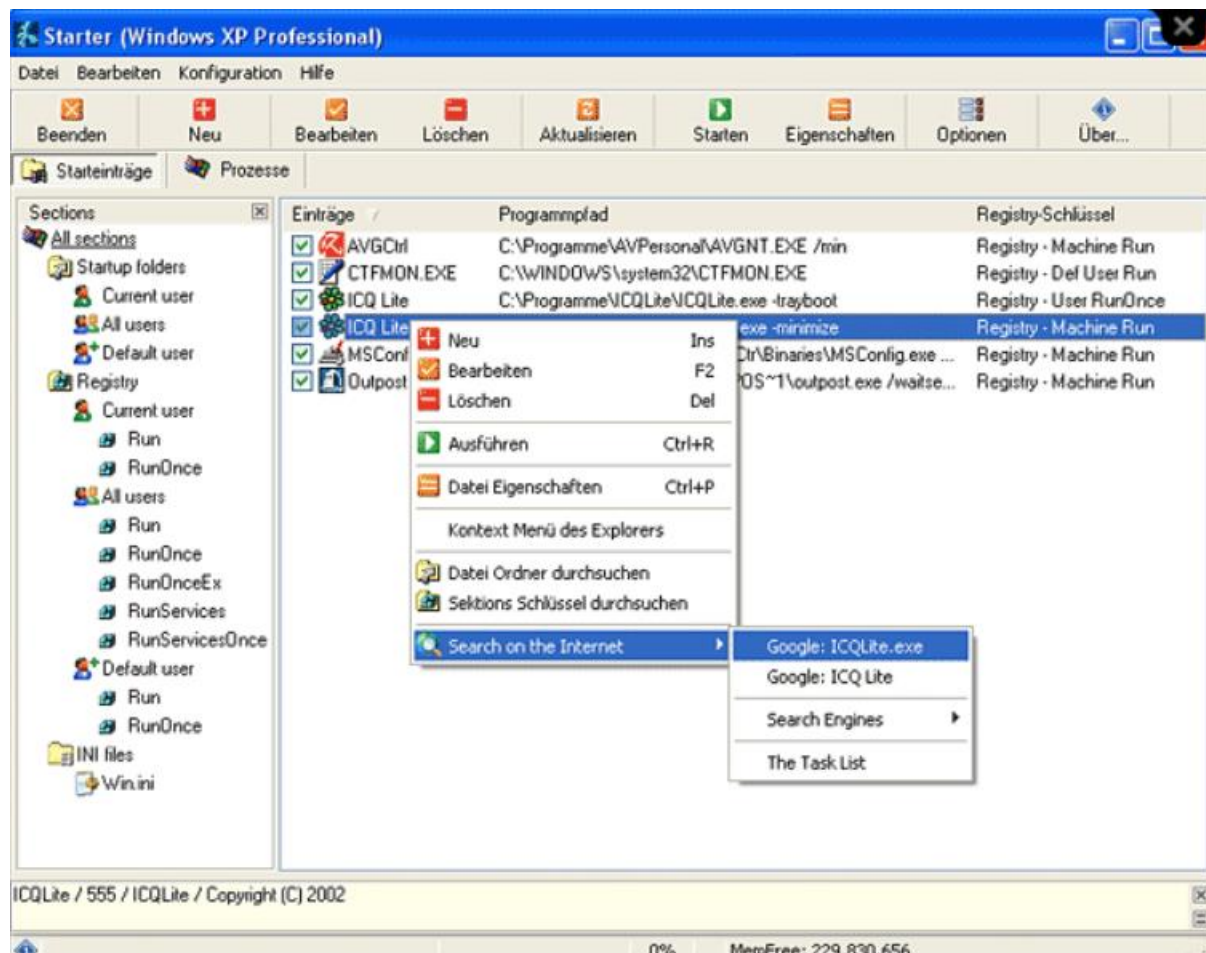 Starter (Windows XP Professional)
Datei Bearbeiten Konfiguration Hilfe
Beenden Neu Bearbeiten Löschen Aktualisieren Starten Eigenschaften Optionen Über...
Starteinträge Prozesse
Sections
All sections
Startup folders
Current user
All users
Default user
Registry
Current user
Run
RunOnce
All users
Run
RunOnce
RunOnceEx
RunServices
RunServicesOnce
Default user
Run
RunOnce
INI files
Win.ini
Einträge Programmpfad Registry-Schlüssel
AVGCtrl C:\Programme\AVPersonal\AVGNT.EXE /min Registry - Machine Run
CTFMON.EXE C:\WINDOWS\system32\CTFMON.EXE Registry - Def User Run
ICQ Lite C:\Programme\ICQLite\ICQLite.exe -trayboot Registry - User RunOnce
ICQ Lite exe -minimize Registry - Machine Run
MSConf Ctr\Binaries\MSConfig.exe ... Registry - Machine Run
Outpost POS~1\outpost.exe /waitse... Registry - Machine Run
Neu Ins
Bearbeiten F2
Löschen Del
Ausführen Ctrl+R
Datei Eigenschaften Ctrl+P
Kontext Menü des Explorers
Datei Ordner durchsuchen
Sektions Schlüssel durchsuchen
Search on the Internet
Google: ICQLite.exe
Google: ICQ Lite
Search Engines
The Task List
ICQLite / 555 / ICQLite / Copyright (C) 2002
0% MemFree: 229 830 656